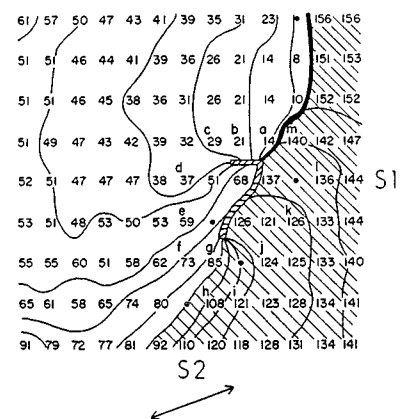 61 57 50 47 43 41 39 35 31 23 156 156
51 51 46 44 41 39 36 26 21 14 8 151 153
51 51 46 45 38 36 31 26 21 14 10 152 152
c b a m
51 49 47 43 42 39 32 29 21 14 140 142 147
d l
52 51 47 47 47 38 37 51 68 137 136 144 S1
e k
53 51 48 53 50 53 59 126 121 126 133 144
f g j
55 55 60 51 58 62 73 85 124 125 133 140
h i
65 61 58 65 74 80 108 121 123 128 134 141
91 79 72 77 81 92 110 120 118 128 131 134 141
S2